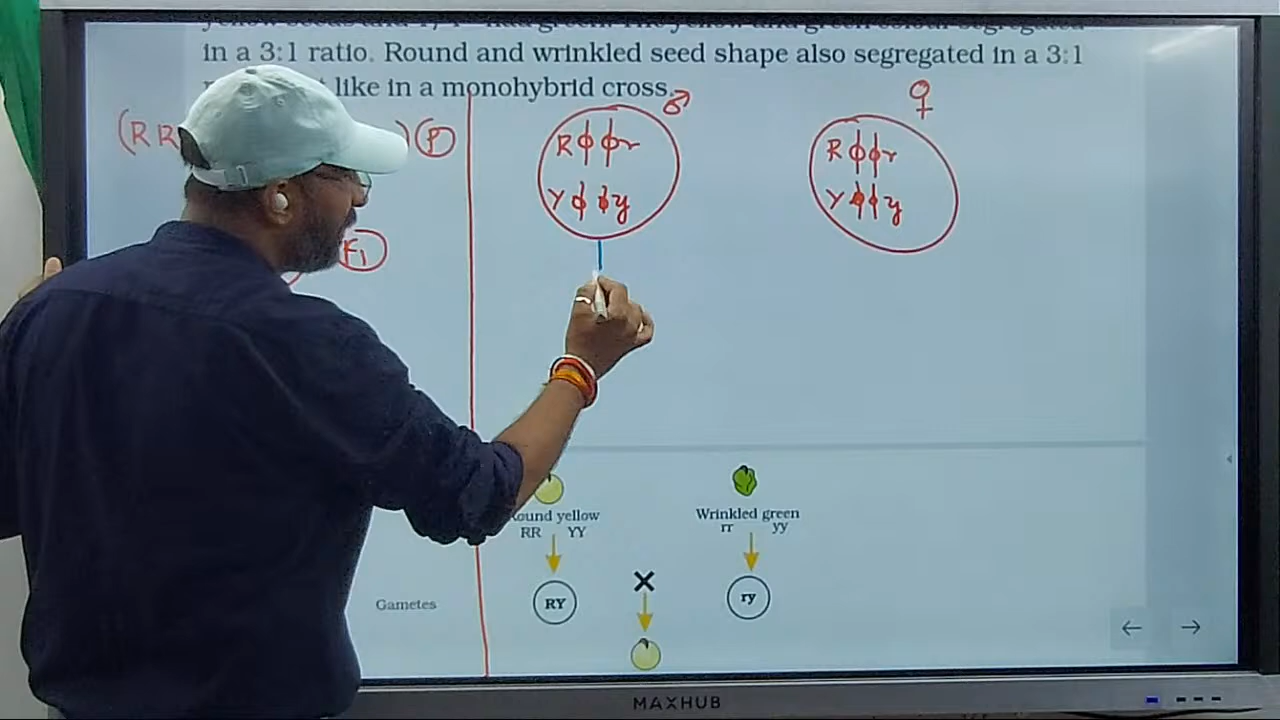 in a 3:1 ratio. Round and wrinkled seed shape also segregated in a 3:1
like in a monohybrid cross.
(R R ) (P) ♂ ♀
R r R r
Y y Y y
F1
Round yellow Wrinkled green
RR YY rr yy
×
Gametes RY ry
← →
MAXHUB